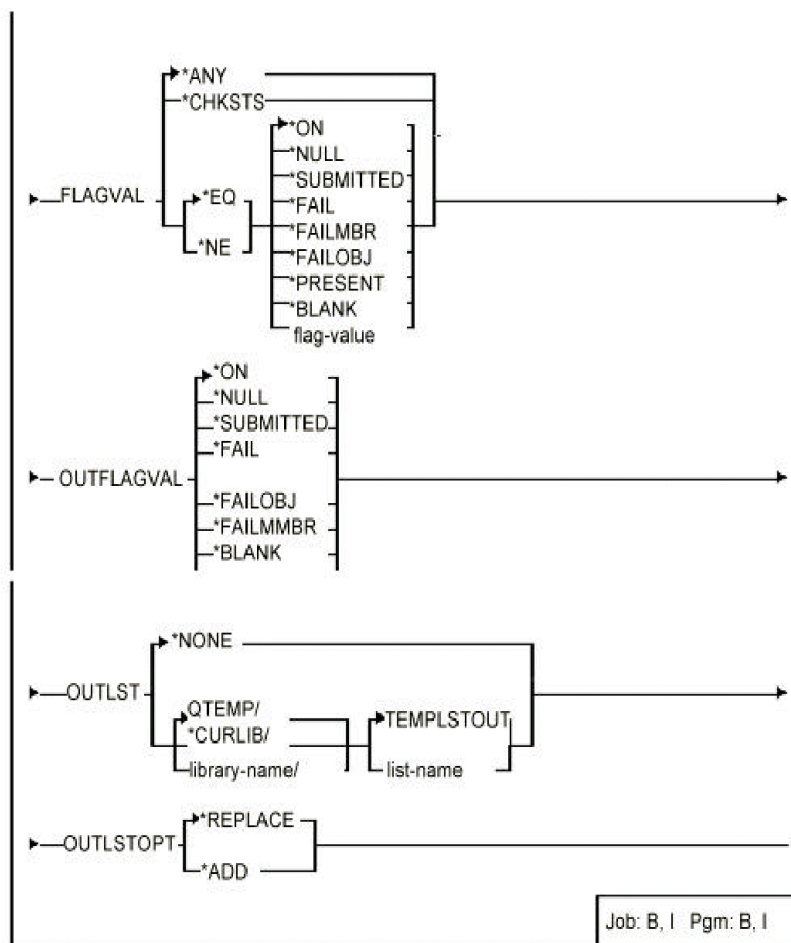 *ANY
*CHKSTS
*ON
*NULL
*SUBMITTED
FLAGVAL
*EQ
*FAIL
*NE
*FAILMBR
*FAILOBJ
*PRESENT
*BLANK
flag-value
*ON
*NULL
*SUBMITTED
*FAIL
OUTFLAGVAL
*FAILOBJ
*FAILMMBR
*BLANK
*NONE
OUTLST
QTEMP/
*CURLIB/
library-name/
TEMPLSTOUT
list-name
*REPLACE
OUTLSTOPT
*ADD
Job: B, I Pgm: B, I